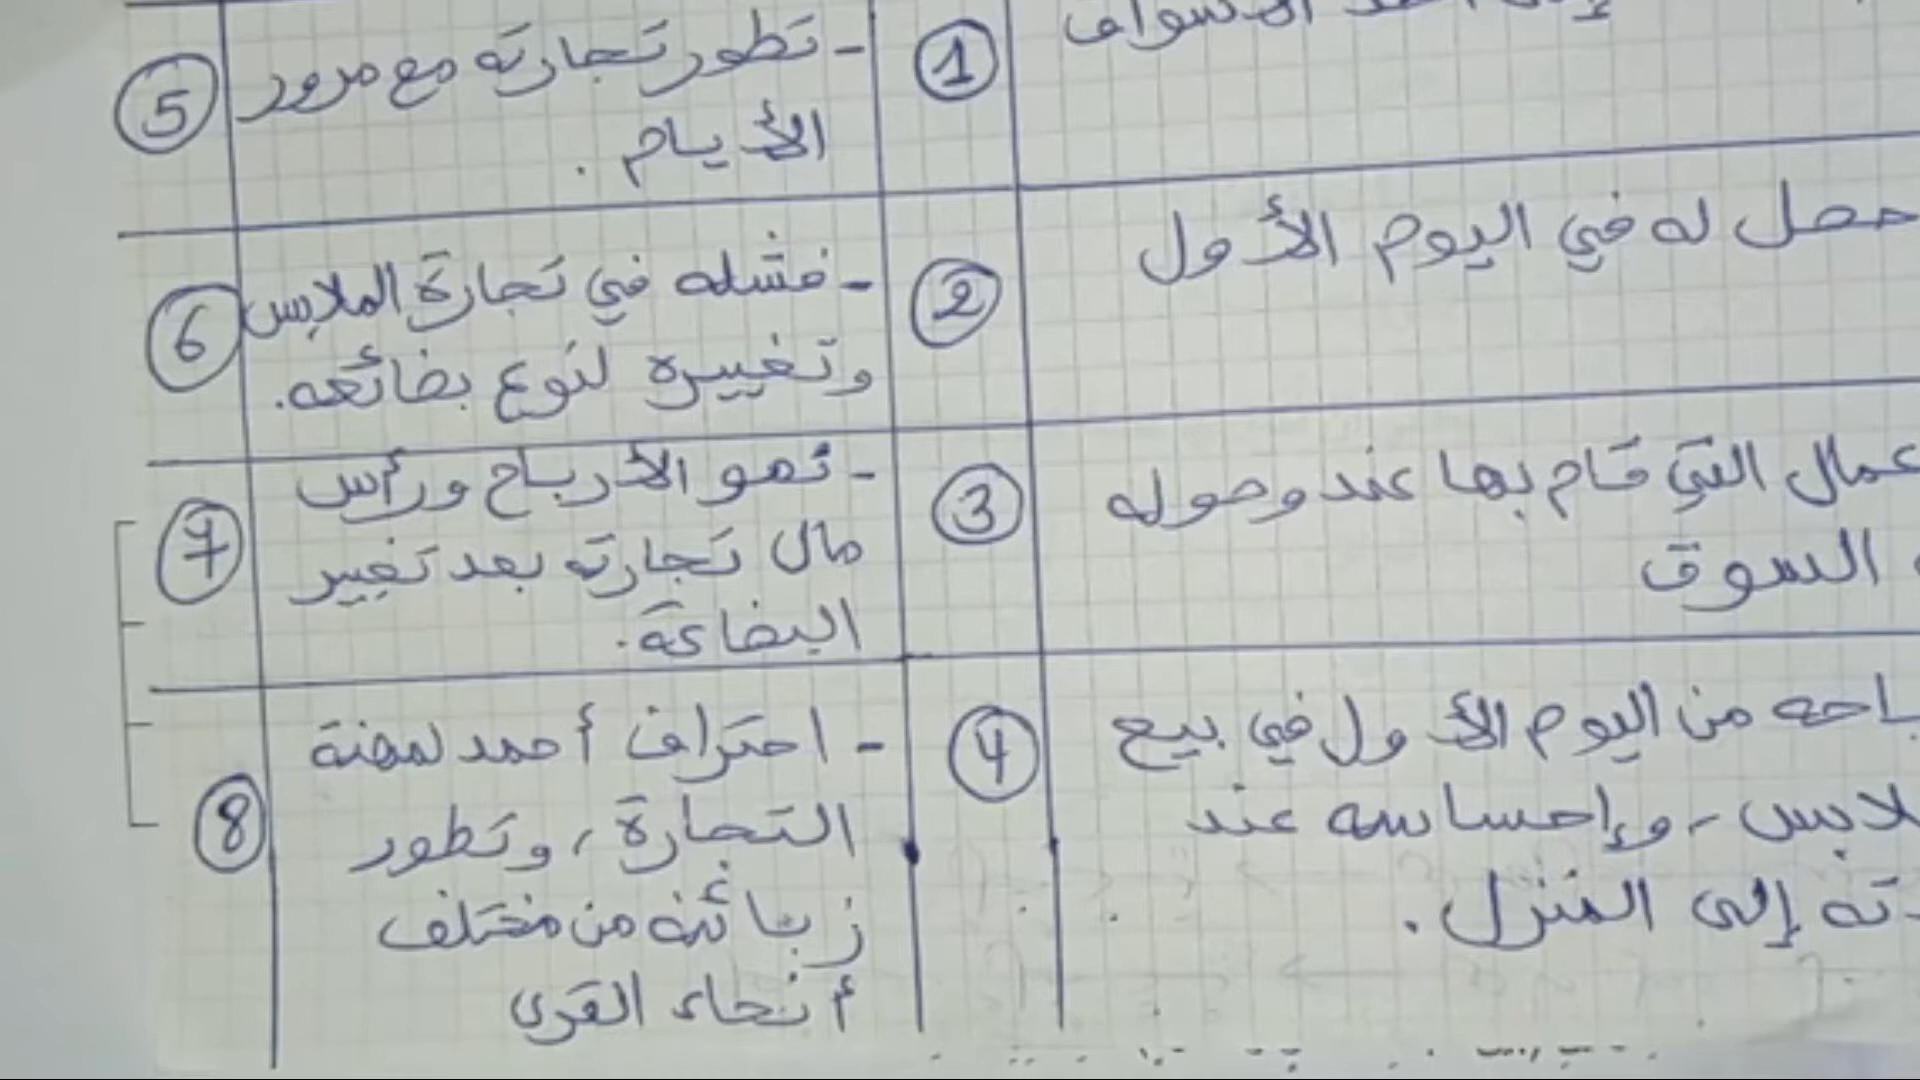 الأسواق
1
حصل له في اليوم الأول
2
عمال التي قام بها عند وصوله
السوق
3
باحه من اليوم الأول في بيع
لابس، وإحساسه عند
ته إلى المنزل.
4
- تطور تجارته مع مرور
الأيام.
5
- فشله في تجارة الملابس
وتغييره لنوع بضائعه.
6
- نمو الأرباح ورأس
مال تجارته بعد تغيير
البضاعة.
7
- احتراف أحمد لمهنة
التجارة، وتطور
زبائنه من مختلف
أنحاء القرى
8